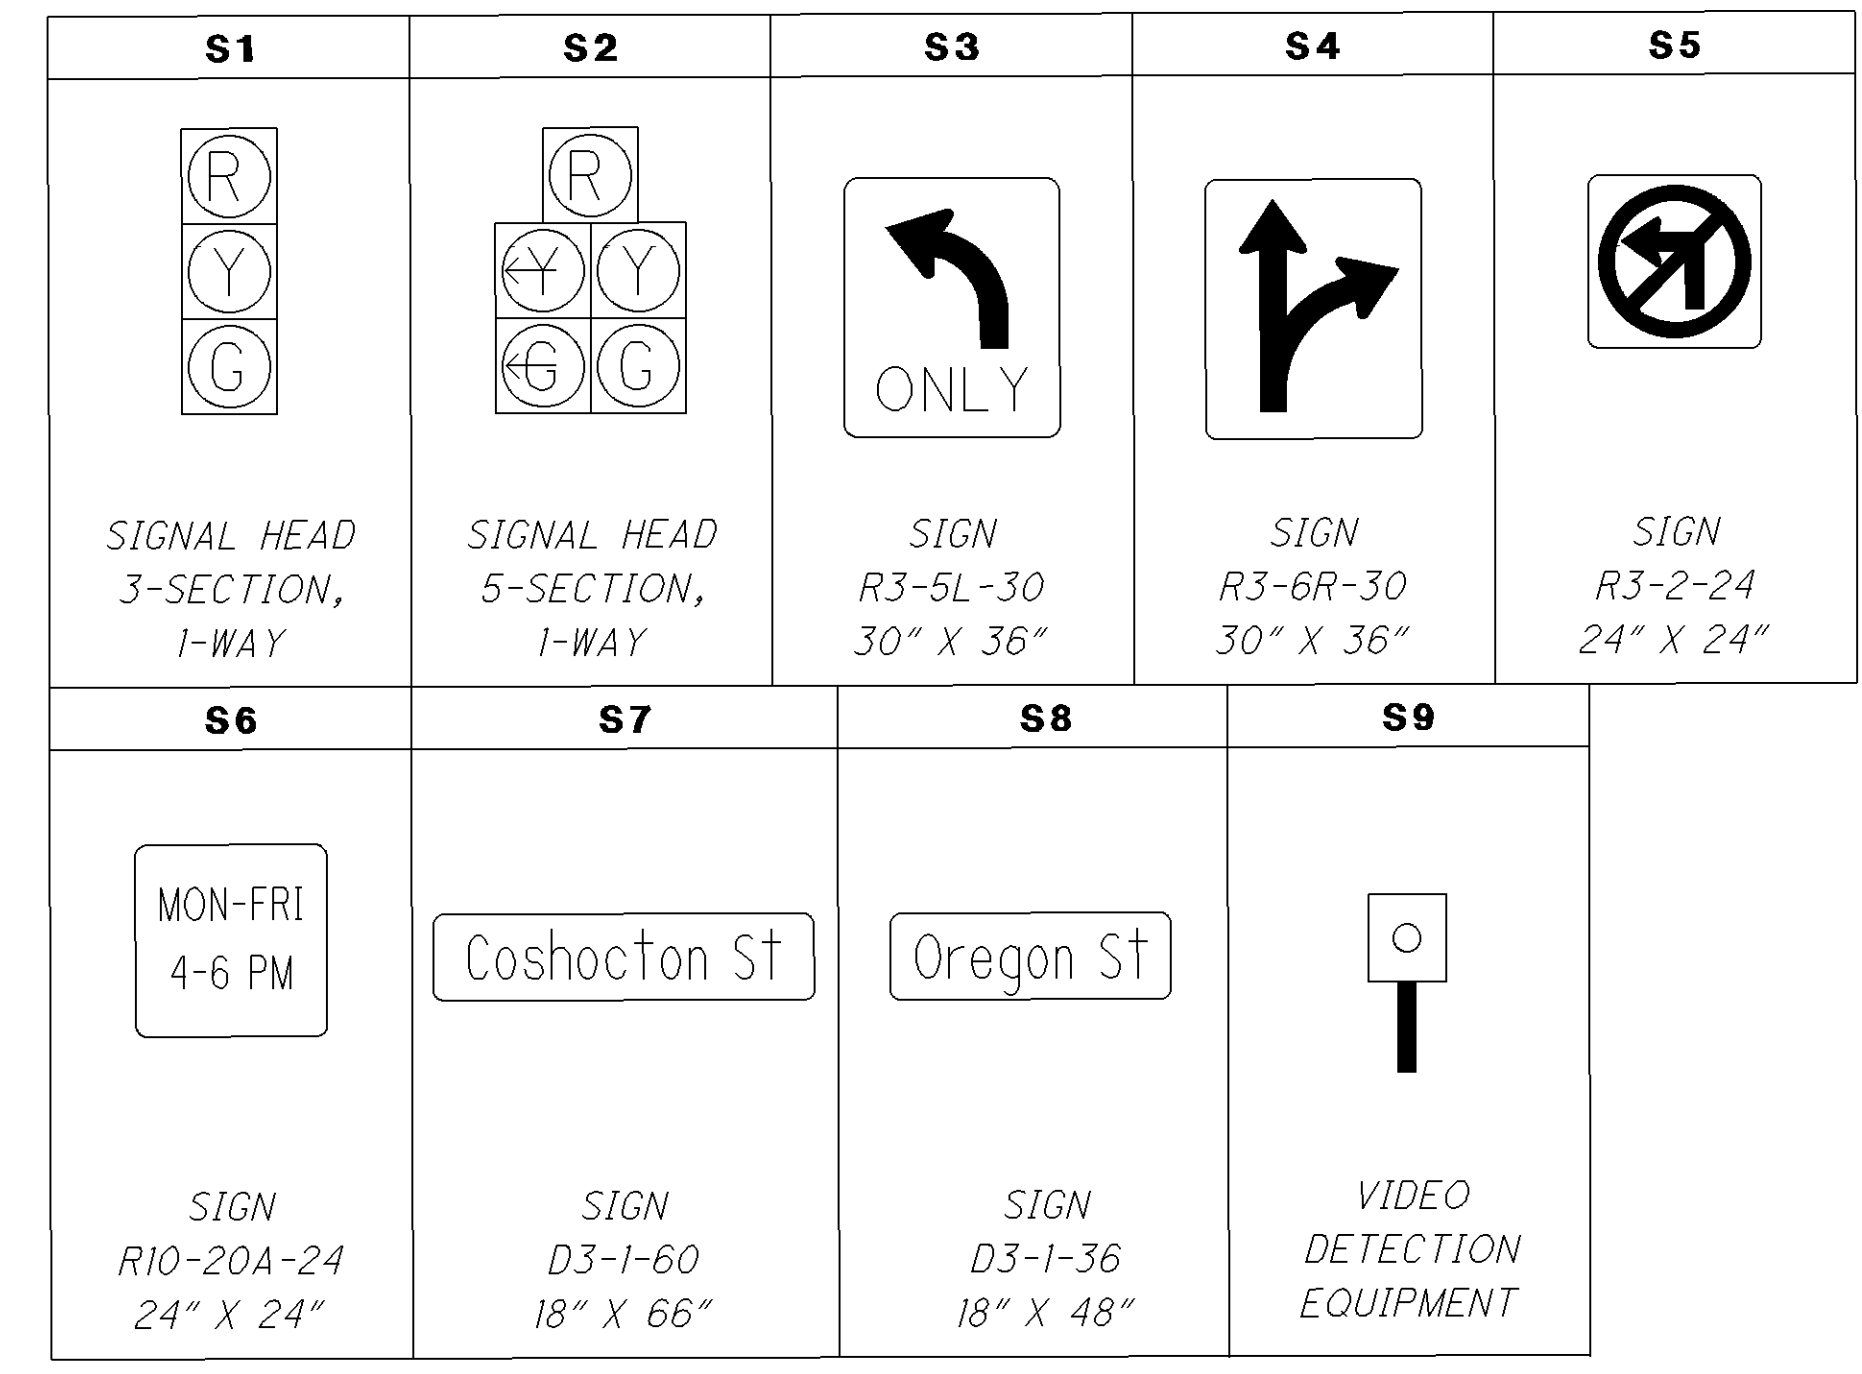 S1
S2
S3
S4
S5
R
Y
G
R
Y Y
G G
ONLY
SIGNAL HEAD
3-SECTION,
1-WAY
SIGNAL HEAD
5-SECTION,
1-WAY
SIGN
R3-5L-30
30" X 36"
SIGN
R3-6R-30
30" X 36"
SIGN
R3-2-24
24" X 24"
S6
S7
S8
S9
MON-FRI
4-6 PM
Coshocton St
Oregon St
SIGN
R10-20A-24
24" X 24"
SIGN
D3-1-60
18" X 66"
SIGN
D3-1-36
18" X 48"
VIDEO
DETECTION
EQUIPMENT